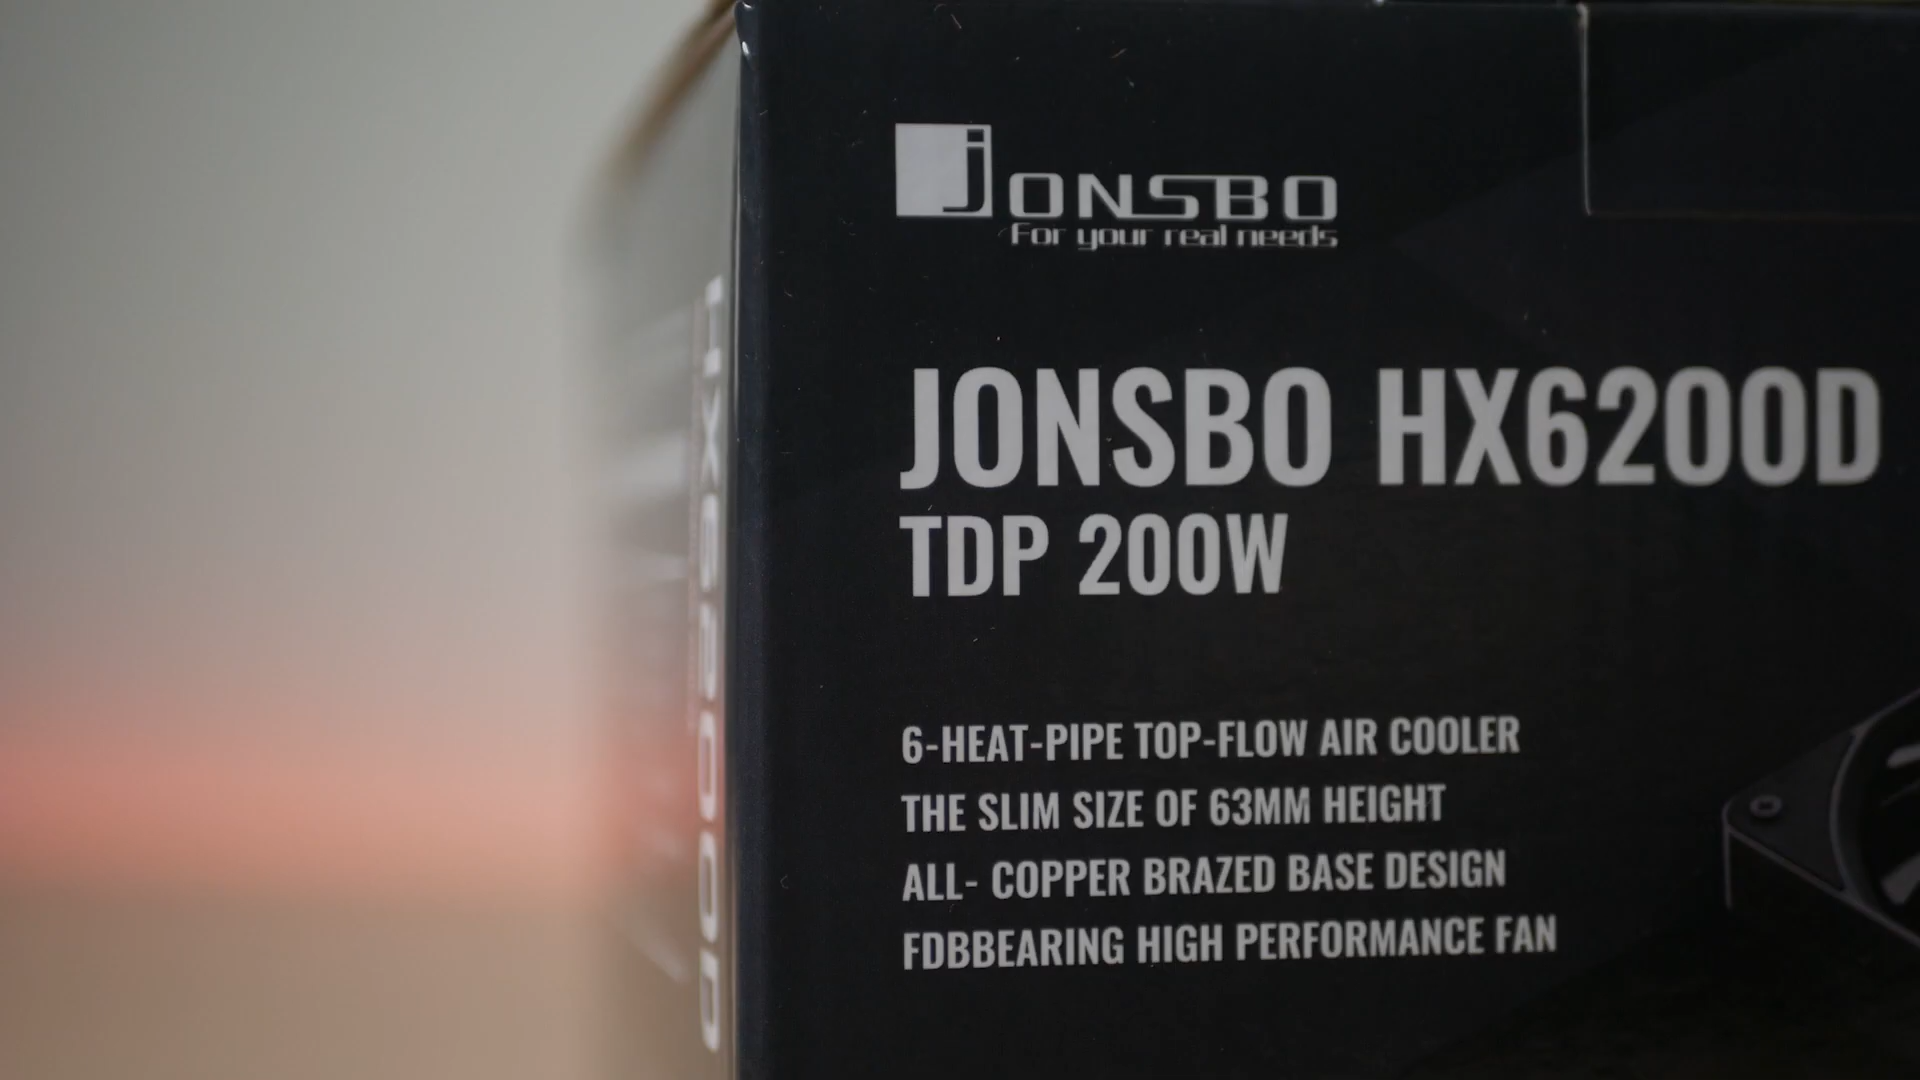 JONSBO
For your real needs
HX6200D
JONSBO HX6200D
TDP 200W
6-HEAT-PIPE TOP-FLOW AIR COOLER
THE SLIM SIZE OF 63MM HEIGHT
ALL- COPPER BRAZED BASE DESIGN
FDBBEARING HIGH PERFORMANCE FAN